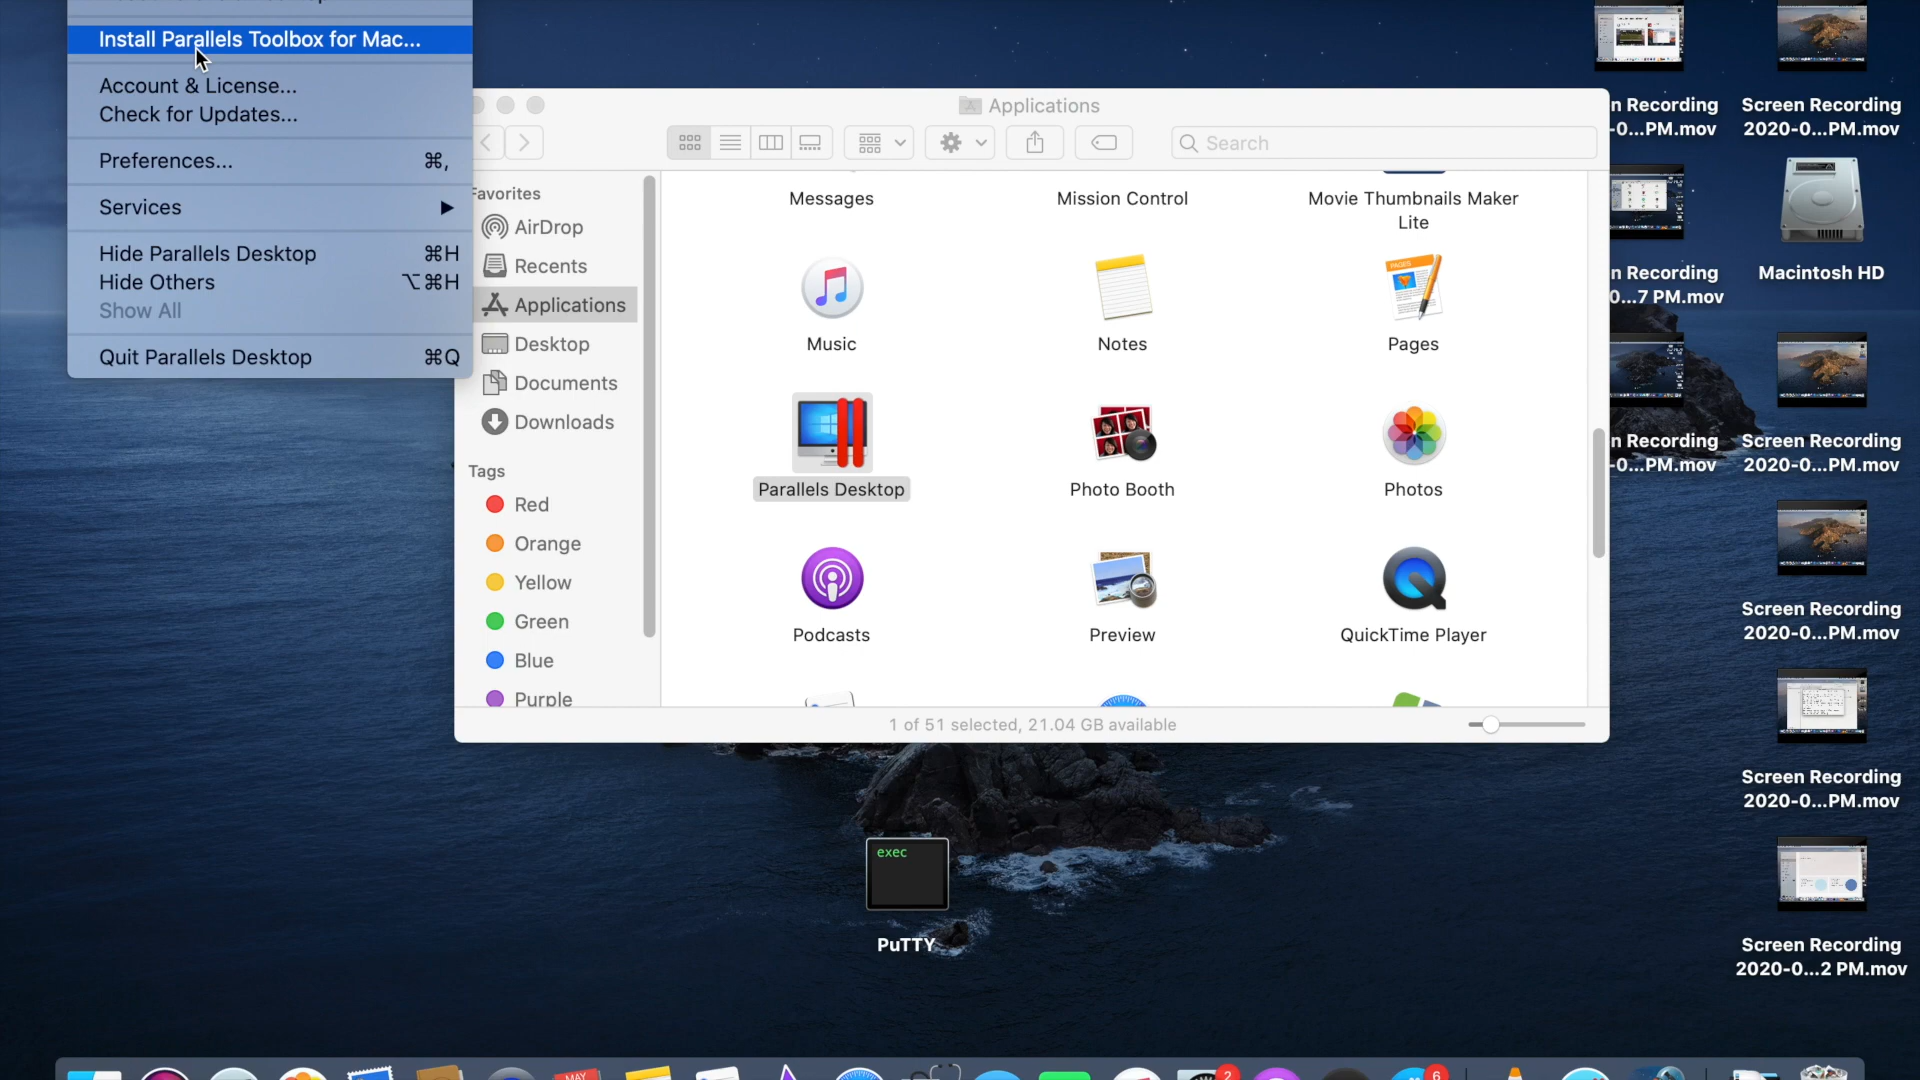 Install Parallels Toolbox for Mac...
Account & License...
Check for Updates...
Preferences... ⌘,
Services ▶
Hide Parallels Desktop ⌘H
Hide Others ⌥⌘H
Show All
Quit Parallels Desktop ⌘Q
Applications
Search
Favorites
AirDrop
Recents
Applications
Desktop
Documents
Downloads
Tags
Red
Orange
Yellow
Green
Blue
Purple
Messages
Mission Control
Movie Thumbnails Maker
Lite
Music
Notes
Pages
PAGES
Parallels Desktop
Photo Booth
Photos
Podcasts
Preview
QuickTime Player
1 of 51 selected, 21.04 GB available
exec
PuTTY
n Recording
-0...PM.mov
Screen Recording
2020-0...PM.mov
n Recording
0...7 PM.mov
Macintosh HD
n Recording
-0...PM.mov
Screen Recording
2020-0...PM.mov
Screen Recording
2020-0...PM.mov
Screen Recording
2020-0...PM.mov
Screen Recording
2020-0...2 PM.mov
MAY
2
6